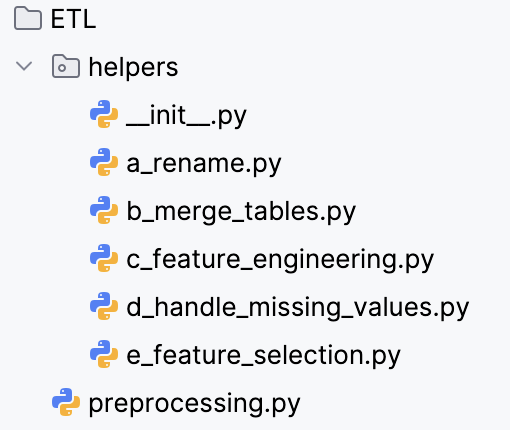 ETL
helpers
__init__.py
a_rename.py
b_merge_tables.py
c_feature_engineering.py
d_handle_missing_values.py
e_feature_selection.py
preprocessing.py